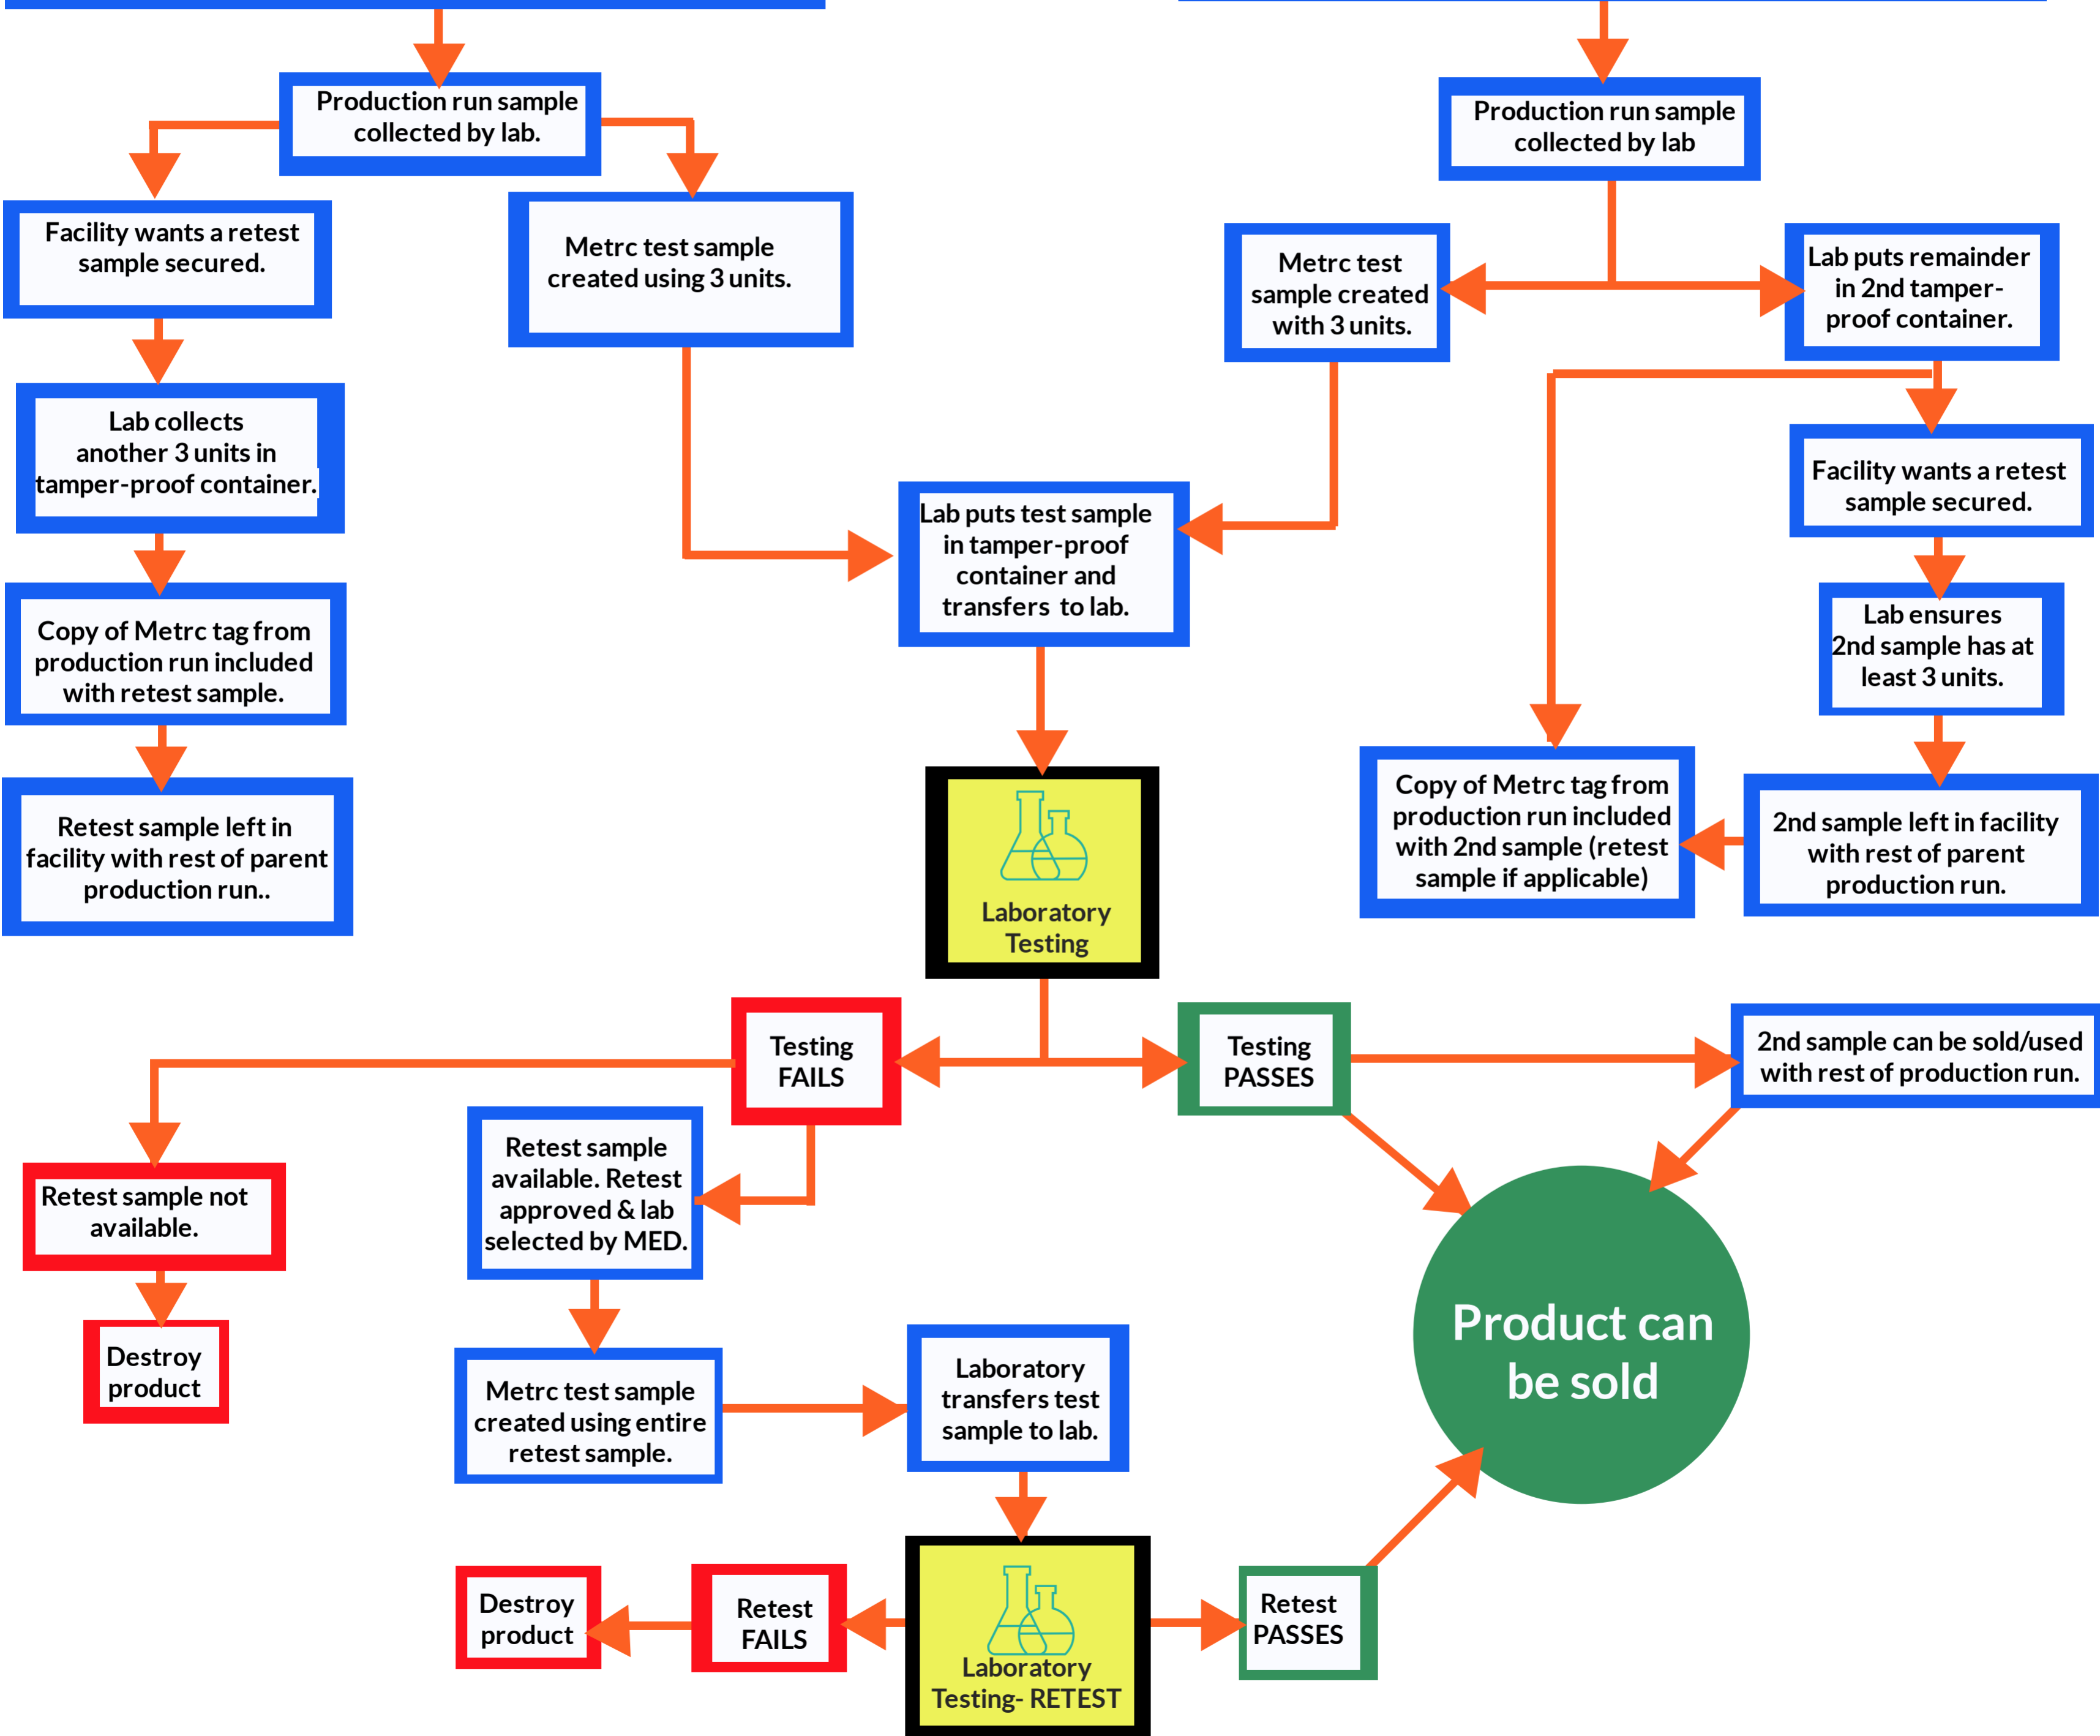 Production run sample
collected by lab.
Production run sample
collected by lab
Facility wants a retest
sample secured.
Metrc test sample
created using 3 units.
Metrc test
sample created
with 3 units.
Lab puts remainder
in 2nd tamper-
proof container.
Lab collects
another 3 units in
tamper-proof container.
Lab puts test sample
in tamper-proof
container and
transfers to lab.
Facility wants a retest
sample secured.
Copy of Metrc tag from
production run included
with retest sample.
Lab ensures
2nd sample has at
least 3 units.
Retest sample left in
facility with rest of parent
production run..
Laboratory
Testing
Copy of Metrc tag from
production run included
with 2nd sample (retest
sample if applicable)
2nd sample left in facility
with rest of parent
production run.
Testing
FAILS
Testing
PASSES
2nd sample can be sold/used
with rest of production run.
Retest sample not
available.
Retest sample
available. Retest
approved & lab
selected by MED.
Destroy
product
Metrc test sample
created using entire
retest sample.
Laboratory
transfers test
sample to lab.
Product can
be sold
Destroy
product
Retest
FAILS
Laboratory
Testing- RETEST
Retest
PASSES